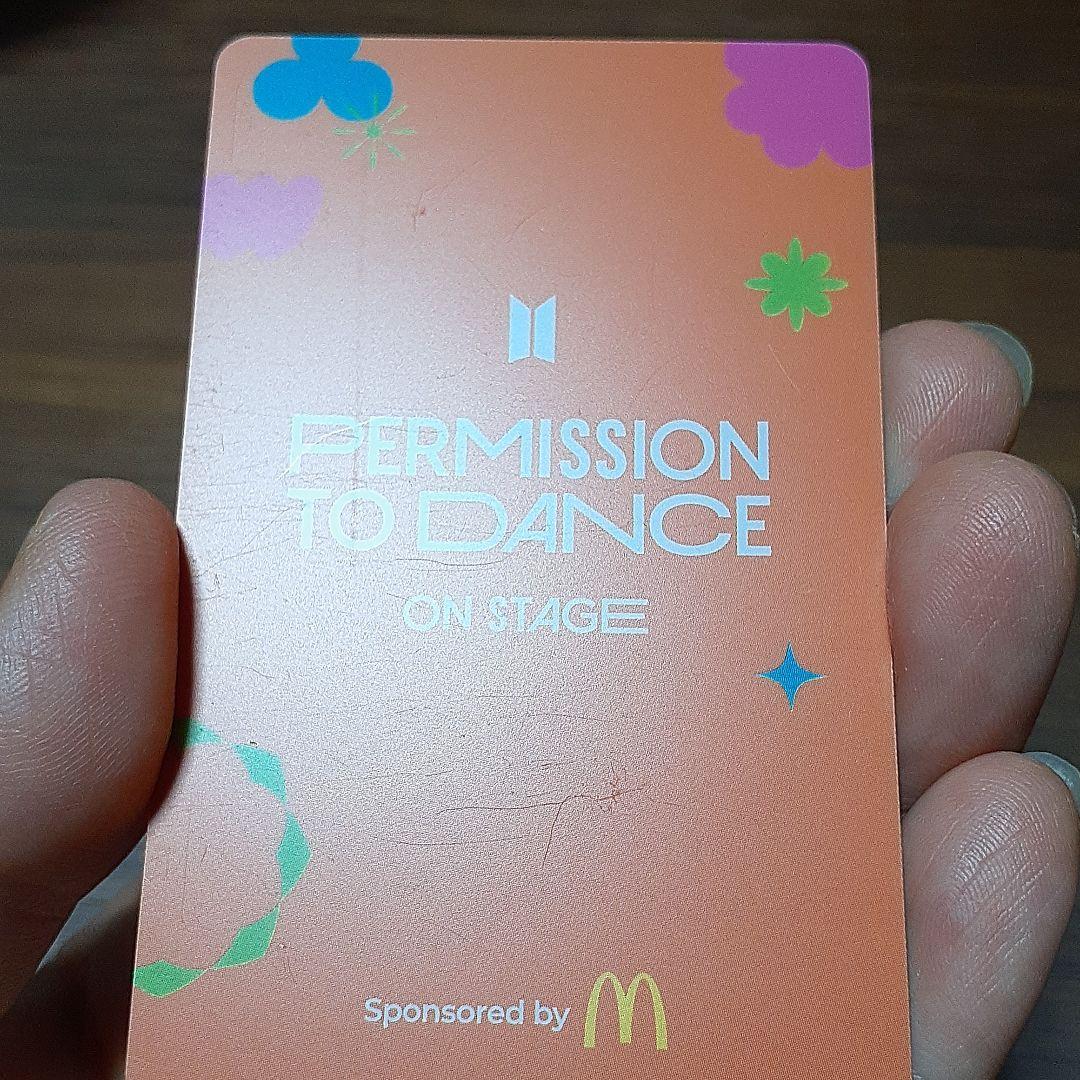 PERMISSION
TO DANCE
ON STAGE
Sponsored by